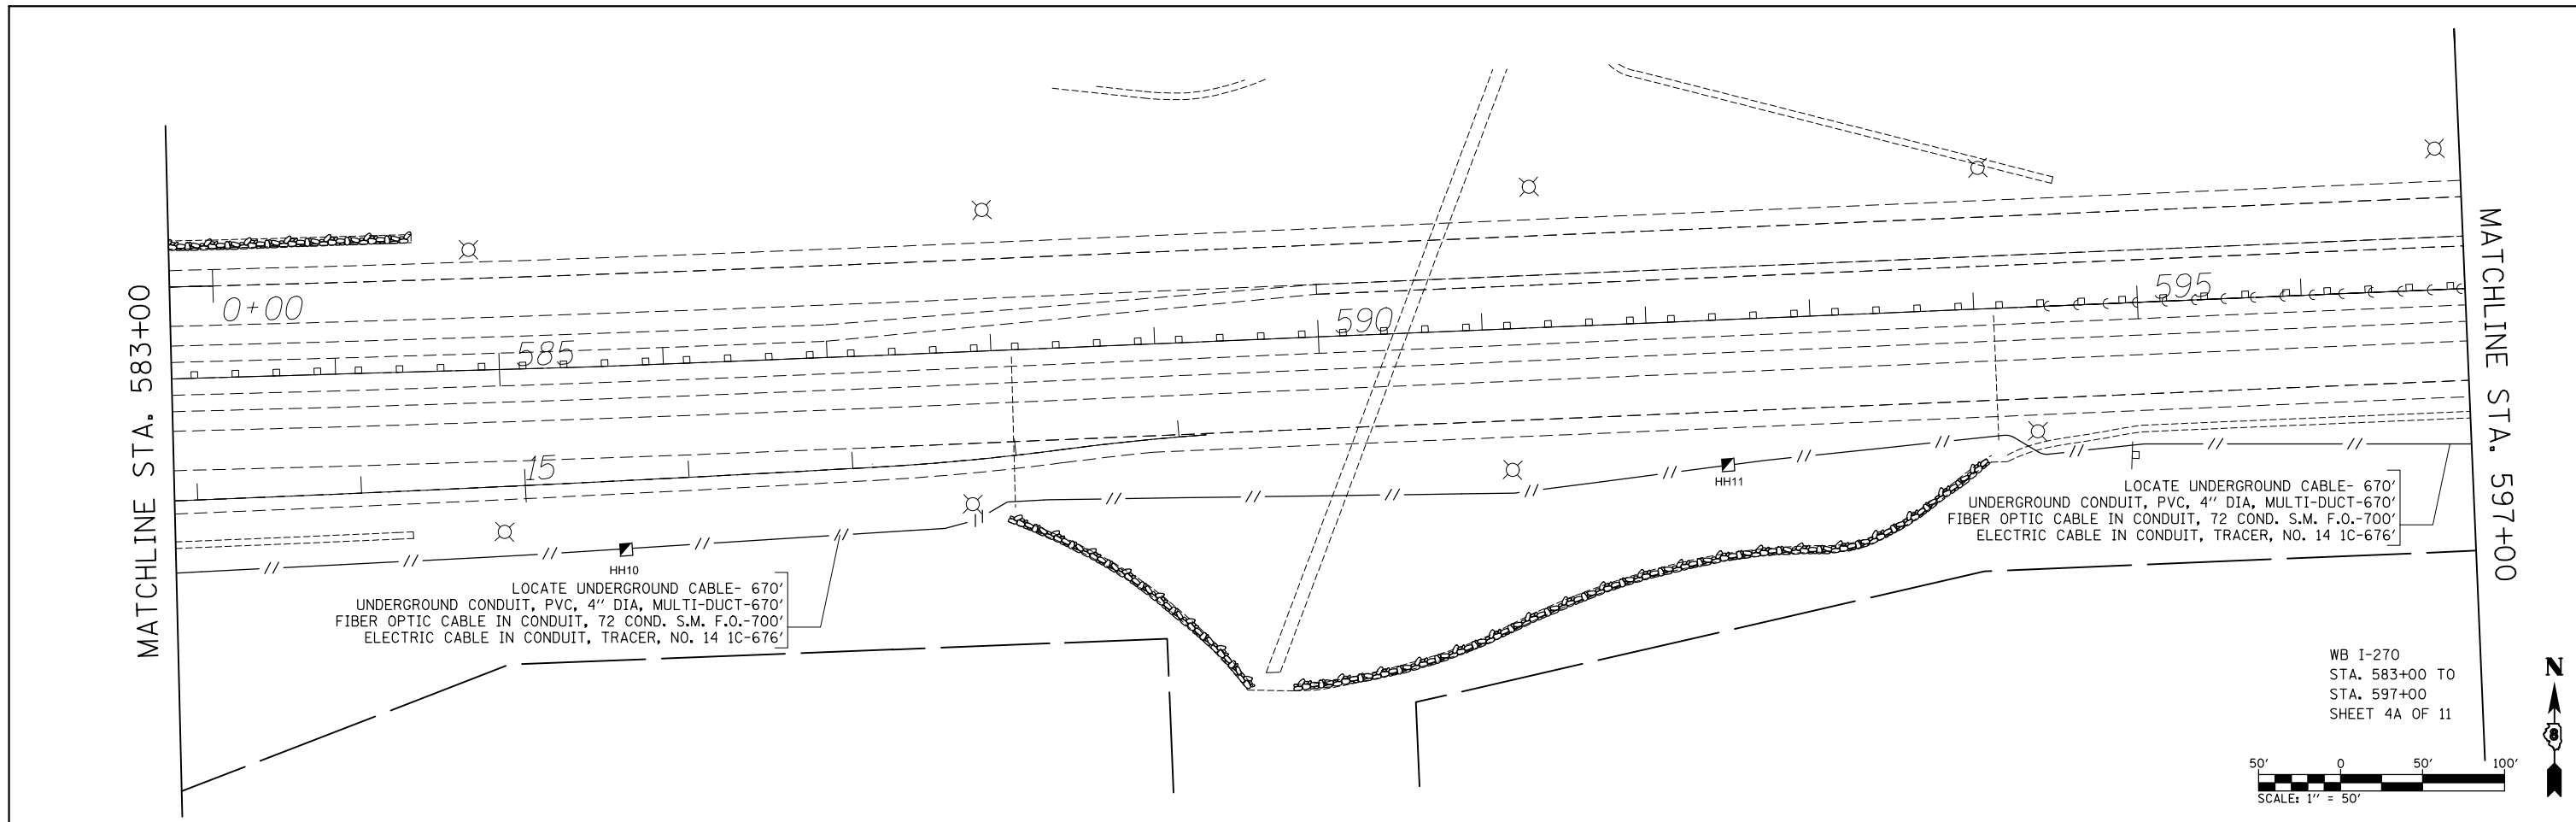 MATCHLINE STA. 583+00
0+00
585
590
595
15
MATCHLINE STA. 597+00
HH10
HH11
LOCATE UNDERGROUND CABLE- 670'
UNDERGROUND CONDUIT, PVC, 4" DIA, MULTI-DUCT-670'
FIBER OPTIC CABLE IN CONDUIT, 72 COND. S.M. F.O.-700'
ELECTRIC CABLE IN CONDUIT, TRACER, NO. 14 1C-676'
LOCATE UNDERGROUND CABLE- 670'
UNDERGROUND CONDUIT, PVC, 4" DIA, MULTI-DUCT-670'
FIBER OPTIC CABLE IN CONDUIT, 72 COND. S.M. F.O.-700'
ELECTRIC CABLE IN CONDUIT, TRACER, NO. 14 1C-676'
WB I-270
STA. 583+00 TO
STA. 597+00
SHEET 4A OF 11
N
8
50' 0 50' 100'
SCALE: 1" = 50'